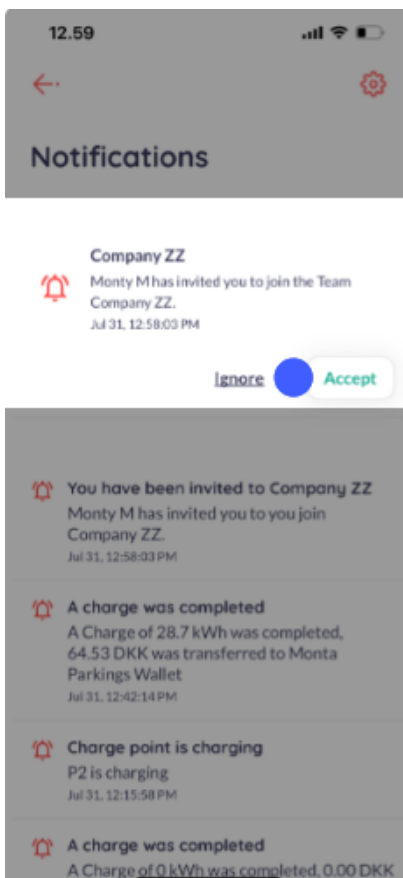 12.59
Notifications
Company ZZ
Monty M has invited you to join the Team
Company ZZ.
Jul 31, 12:58:03 PM
Ignore
Accept
You have been invited to Company ZZ
Monty M has invited you to you join
Company ZZ.
Jul 31, 12:58:03 PM
A charge was completed
A Charge of 28.7 kWh was completed,
64.53 DKK was transferred to Monta
Parkings Wallet
Jul 31, 12:42:14 PM
Charge point is charging
P2 is charging
Jul 31, 12:15:58 PM
A charge was completed
A Charge of 0 kWh was completed, 0.00 DKK